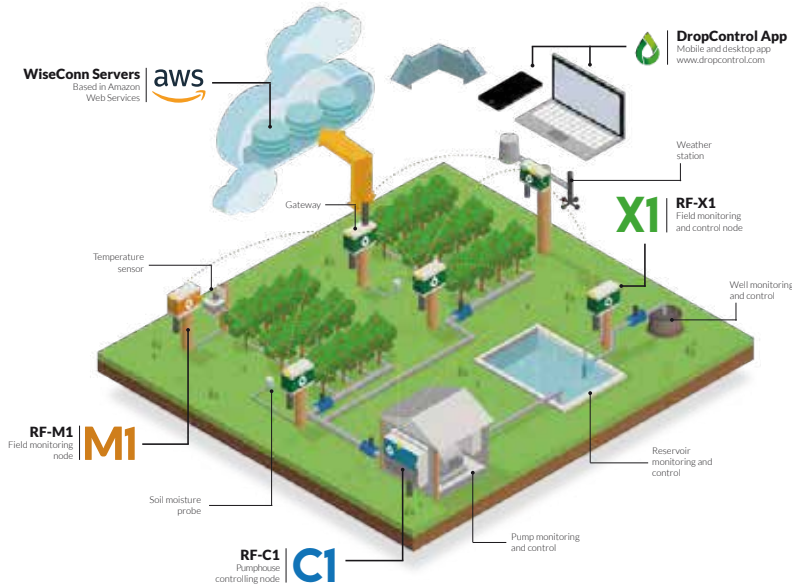 DropControl App
Mobile and desktop app
www.dropcontrol.com
WiseConn Servers
Based in Amazon
Web Services
aws
Weather
station
X1
RF-X1
Field monitoring
and control node
Gateway
Temperature
sensor
Well monitoring
and control
RF-M1
Field monitoring
node
M1
Reservoir
monitoring and
control
Soil moisture
probe
Pump monitoring
and control
RF-C1
Pumphouse
controlling node
C1